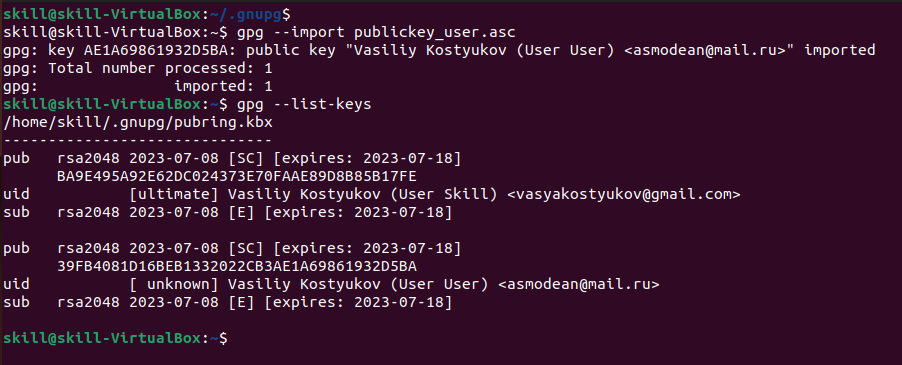 skill@skill-VirtualBox:~/.gnupg$
skill@skill-VirtualBox:~$ gpg --import publickey_user.asc
gpg: key AE1A69861932D5BA: public key "Vasiliy Kostyukov (User User) <asmodean@mail.ru>" imported
gpg: Total number processed: 1
gpg:               imported: 1
skill@skill-VirtualBox:~$ gpg --list-keys
/home/skill/.gnupg/pubring.kbx
------------------------------
pub   rsa2048 2023-07-08 [SC] [expires: 2023-07-18]
      BA9E495A92E62DC024373E70FAAE89D8B85B17FE
uid           [ultimate] Vasiliy Kostyukov (User Skill) <vasyakostyukov@gmail.com>
sub   rsa2048 2023-07-08 [E] [expires: 2023-07-18]
pub   rsa2048 2023-07-08 [SC] [expires: 2023-07-18]
      39FB4081D16BEB1332022CB3AE1A69861932D5BA
uid           [ unknown] Vasiliy Kostyukov (User User) <asmodean@mail.ru>
sub   rsa2048 2023-07-08 [E] [expires: 2023-07-18]
skill@skill-VirtualBox:~$